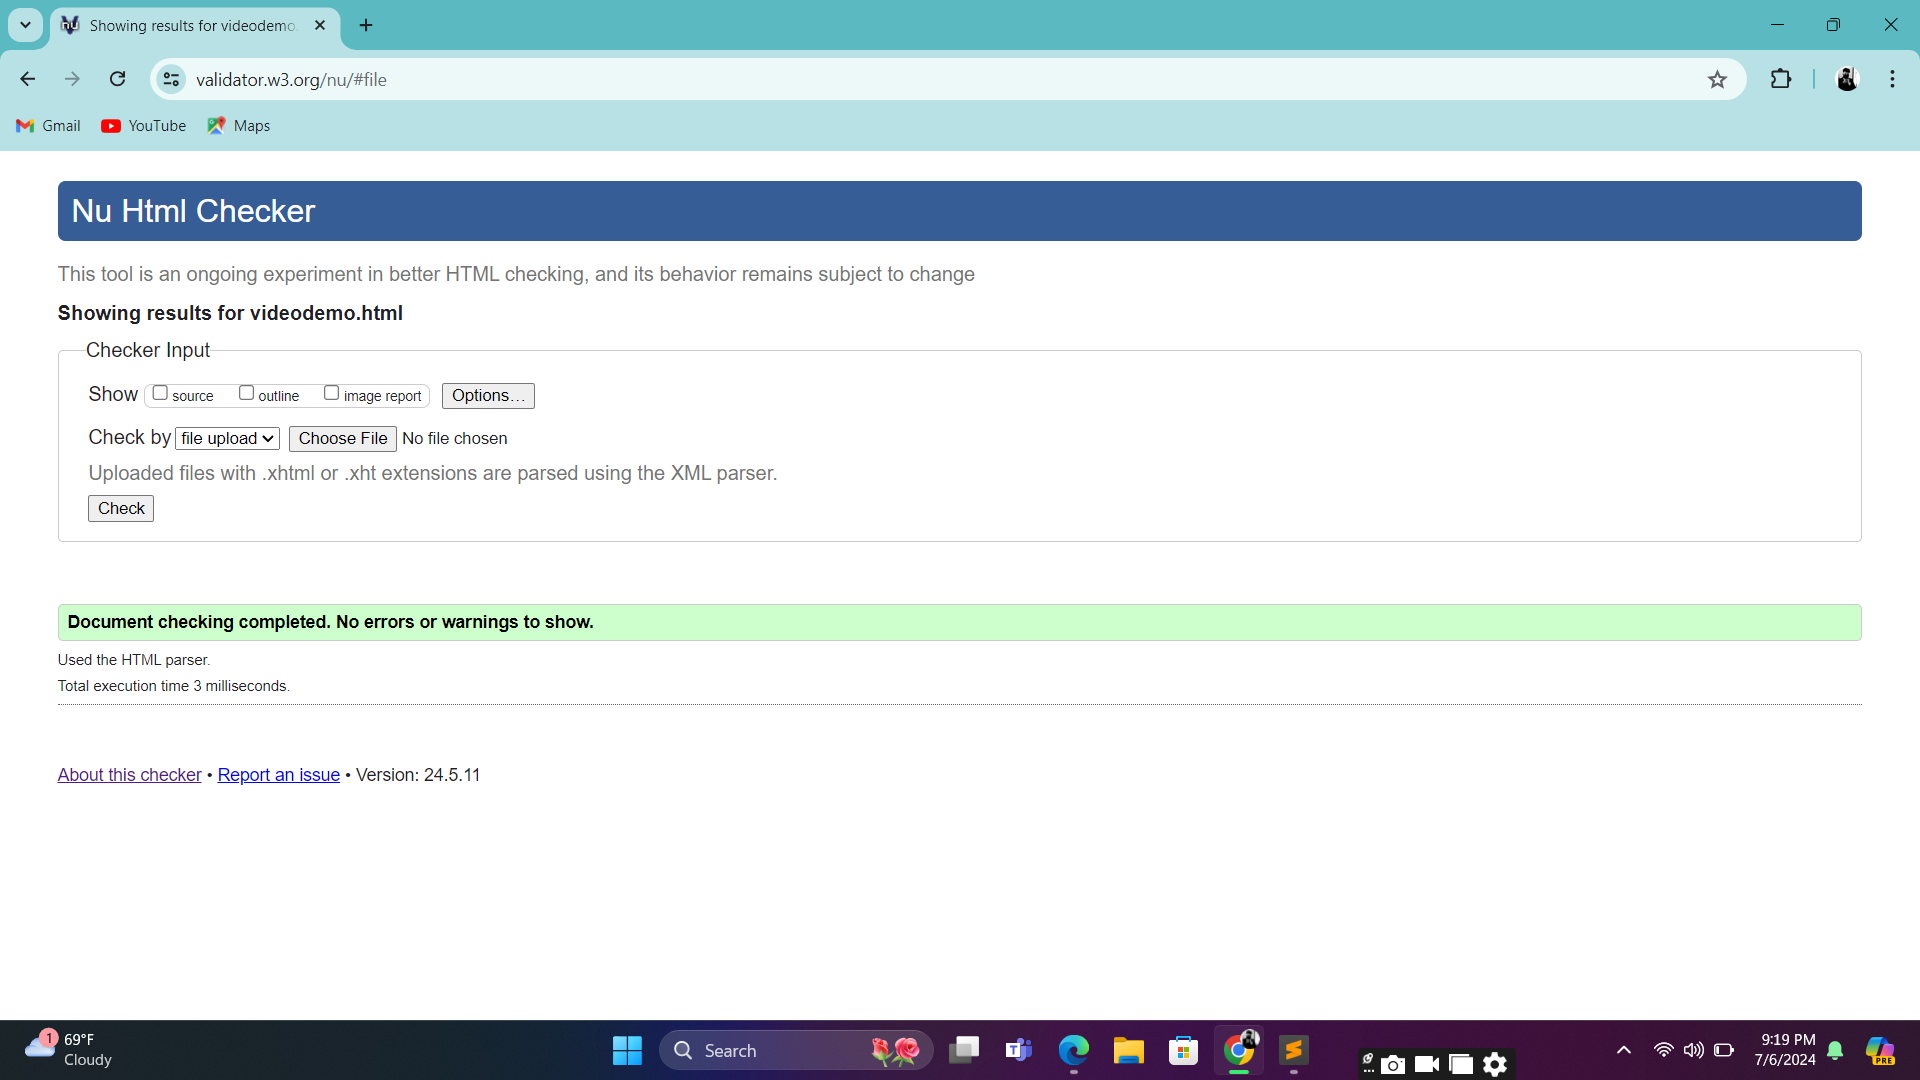 Showing results for videodemo.
validator.w3.org/nu/#file
Gmail YouTube Maps
Nu Html Checker
This tool is an ongoing experiment in better HTML checking, and its behavior remains subject to change
Showing results for videodemo.html
Checker Input
Show source outline image report Options…
Check by file upload Choose File No file chosen
Uploaded files with .xhtml or .xht extensions are parsed using the XML parser.
Check
Document checking completed. No errors or warnings to show.
Used the HTML parser.
Total execution time 3 milliseconds.
About this checker • Report an issue • Version: 24.5.11
1 69°F
Cloudy
Search
9:19 PM
7/6/2024
PRE